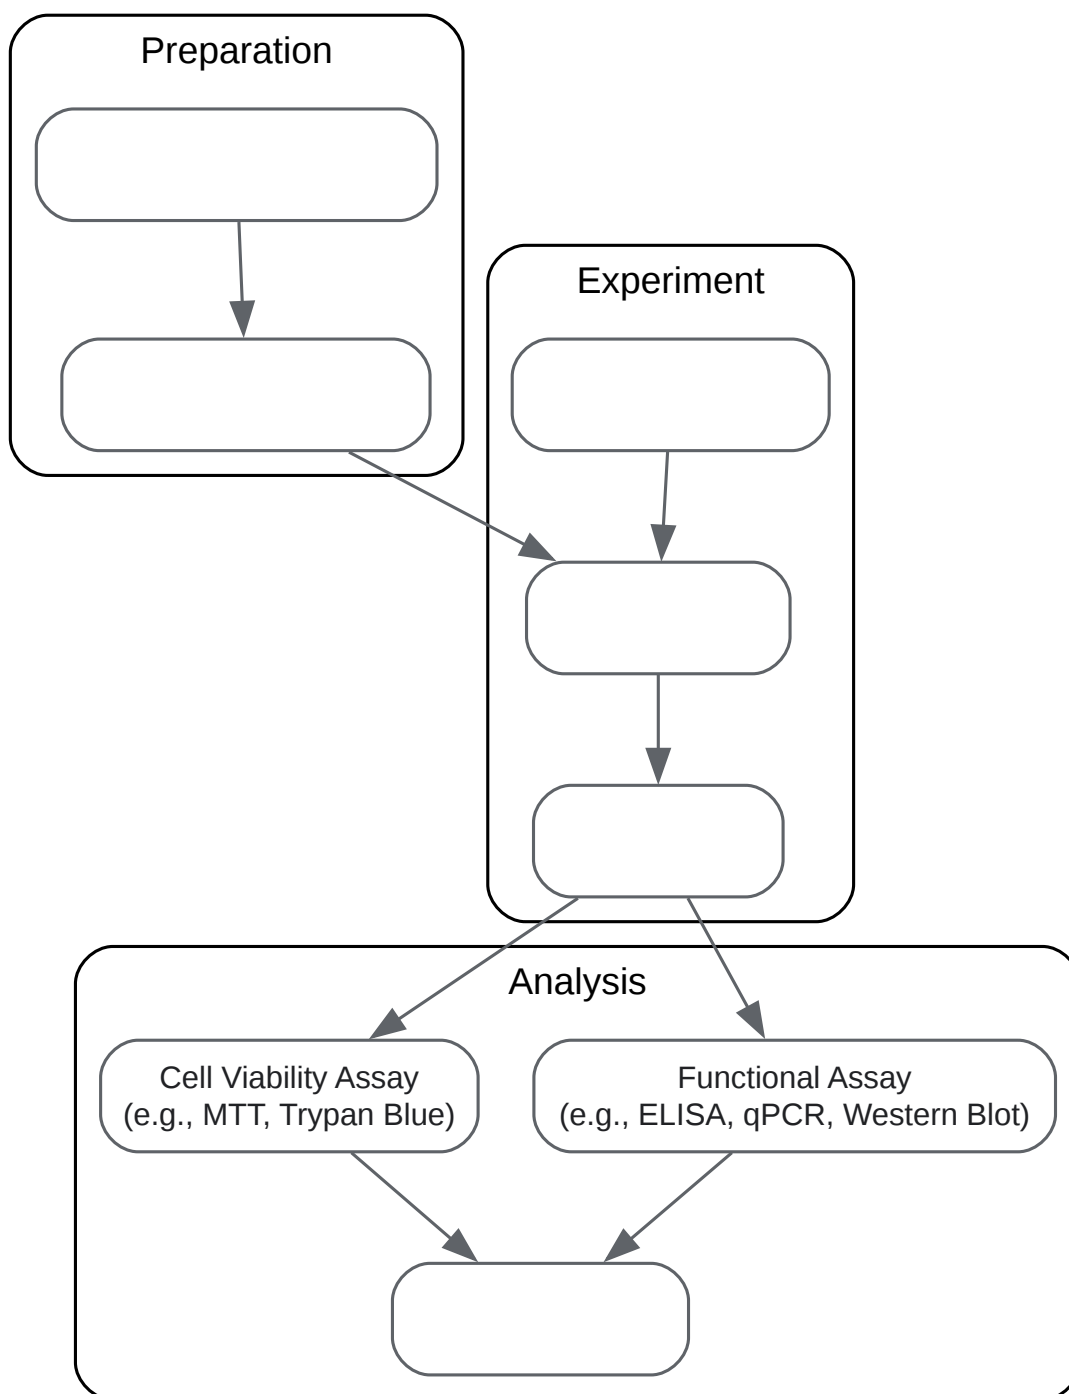 Preparation
Experiment
Analysis
Cell Viability Assay
(e.g., MTT, Trypan Blue)
Functional Assay
(e.g., ELISA, qPCR, Western Blot)